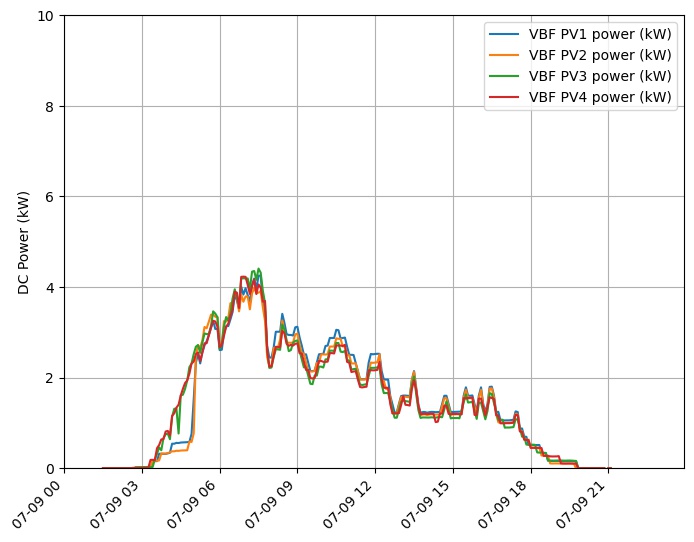 VBF PV1 power (kW)
VBF PV2 power (kW)
VBF PV3 power (kW)
VBF PV4 power (kW)
DC Power (kW)
10
8
6
4
2
0
07-09 00
07-09 03
07-09 06
07-09 09
07-09 12
07-09 15
07-09 18
07-09 21